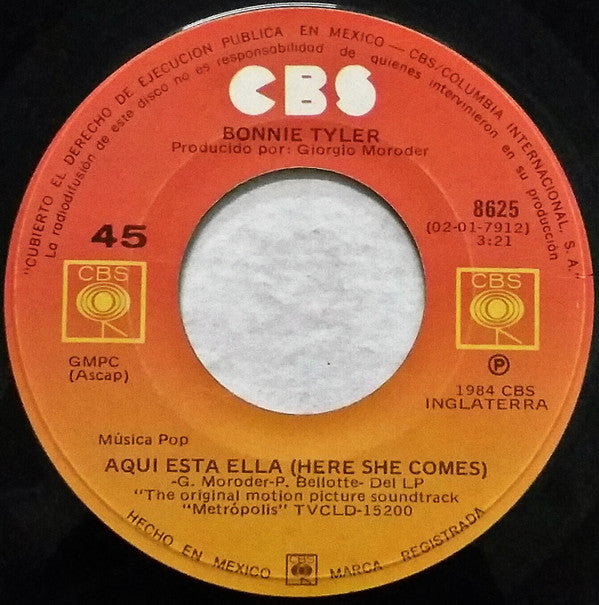 "CUBIERTO EL DERECHO DE EJECUCION PUBLICA EN MEXICO — CBS/COLUMBIA INTERNACIONAL, S. A."
La radiodifusión de este disco no es responsabilidad de quienes intervinieron en su producción
CBS
BONNIE TYLER
Producido por: Giorgio Moroder
45
8625
(02-01-7912)
3:21
CBS
CBS
GMPC
(Ascap)
P
1984 CBS
INGLATERRA
Música Pop
AQUI ESTA ELLA (HERE SHE COMES)
-G. Moroder-P. Bellotte- Del LP
"The original motion picture soundtrack
"Metrópolis" TVCLD-15200
HECHO EN MEXICO CBS MARCA REGISTRADA